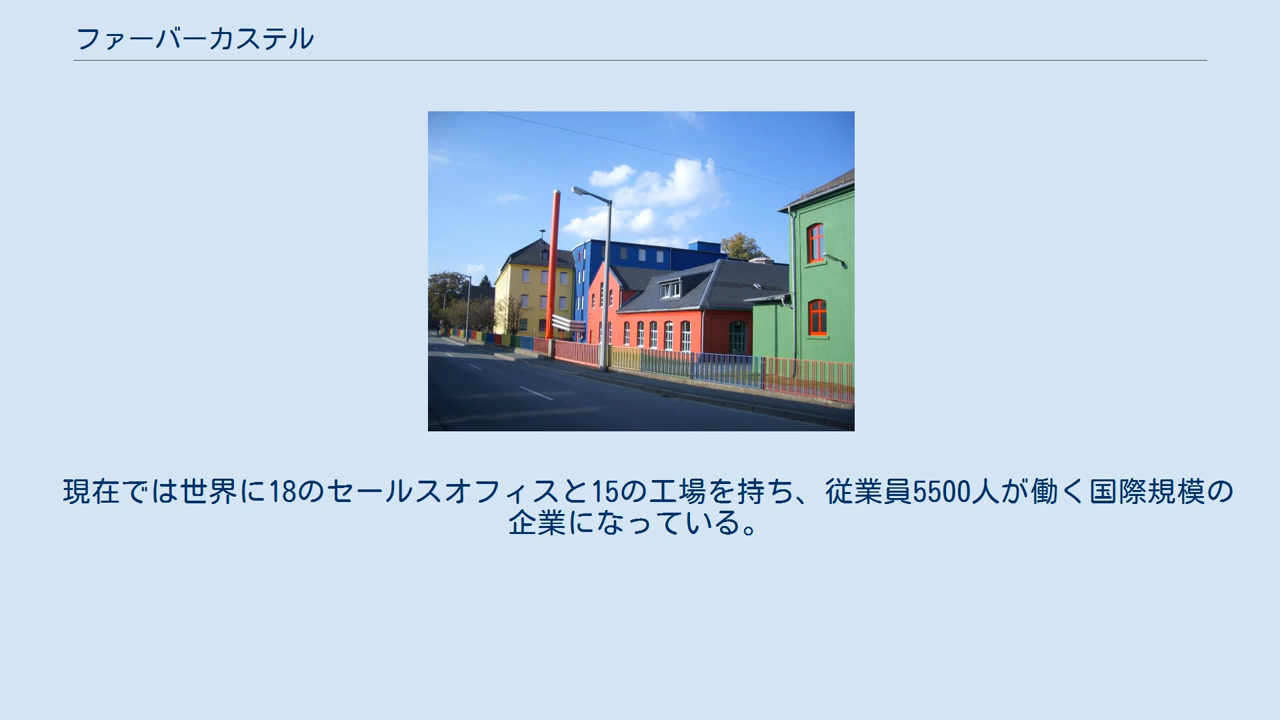 ファーバーカステル
現在では世界に18のセールスオフィスと15の工場を持ち、従業員5500人が働く国際規模の
企業になっている。